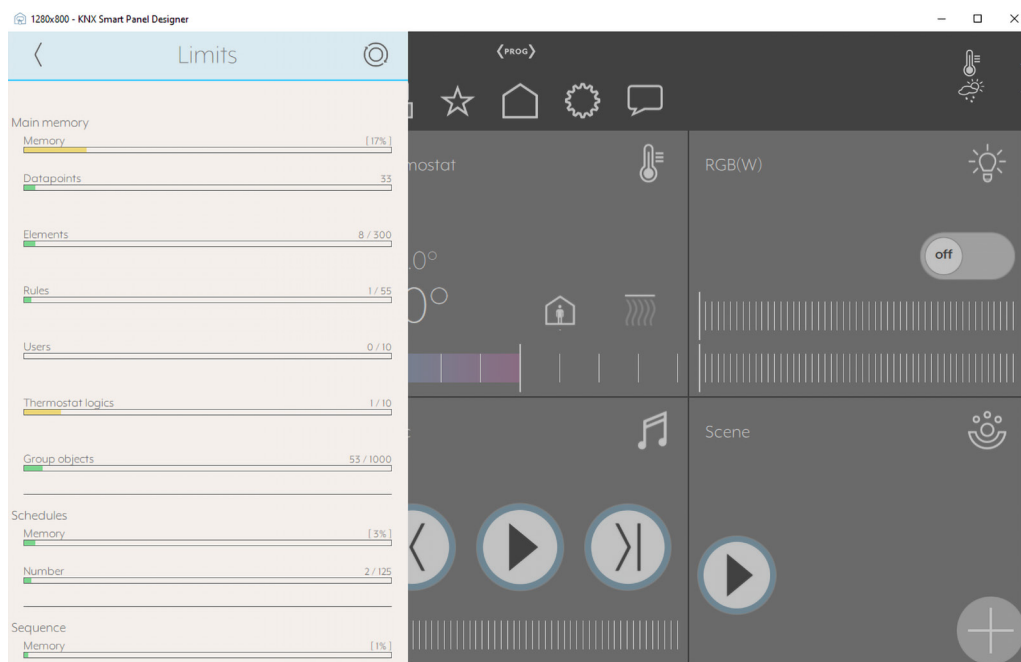 1280x800 - KNX Smart Panel Designer
Limits
PROG
Main memory
Memory [17%]
Datapoints 33
Elements 8 / 300
Rules 1 / 55
Users 0 / 10
Thermostat logics 1 / 10
Group objects 53 / 1000
Schedules
Memory [3%]
Number 2 / 125
Sequence
Memory [1%]
mostat
.0°
0°
RGB(W)
off
Scene